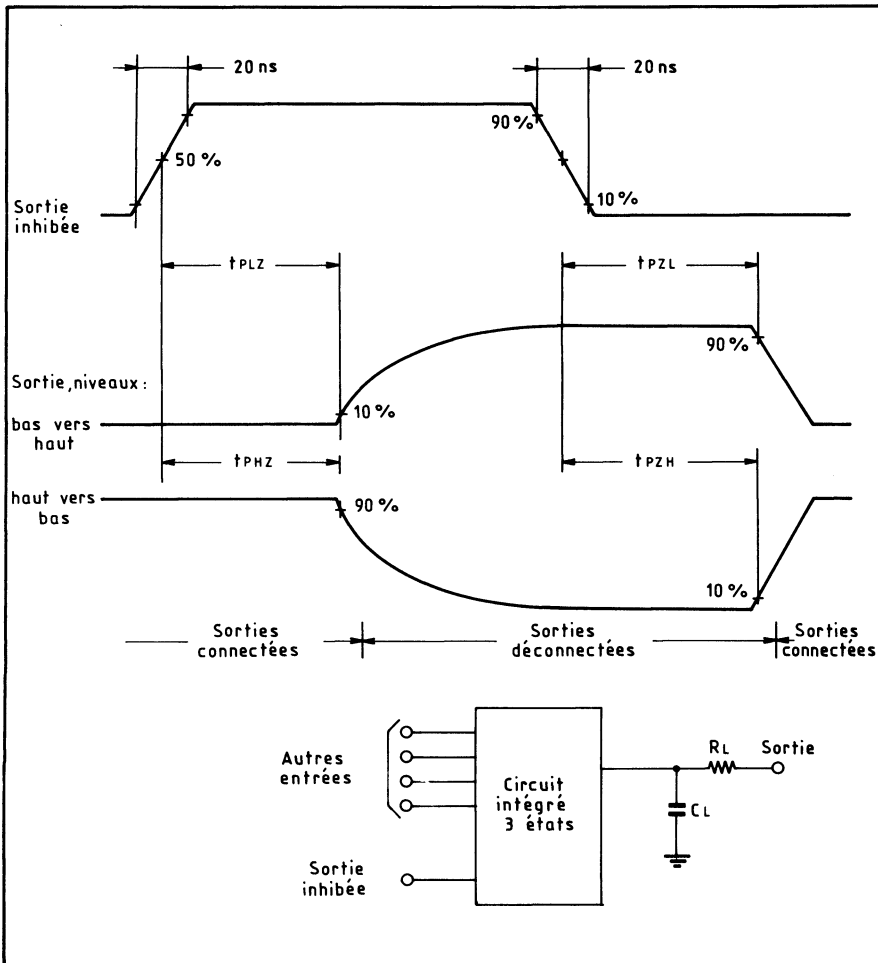 20 ns
20 ns
90 %
50 %
10 %
Sortie
inhibée
tPLZ
tPZL
90 %
Sortie, niveaux :
10 %
bas vers
haut
tPHZ
tPZH
haut vers
bas
90 %
10 %
Sorties
connectées
Sorties
déconnectées
Sorties
connectées
Autres
entrées
Circuit
intégré
3 états
RL
Sortie
CL
Sortie
inhibée